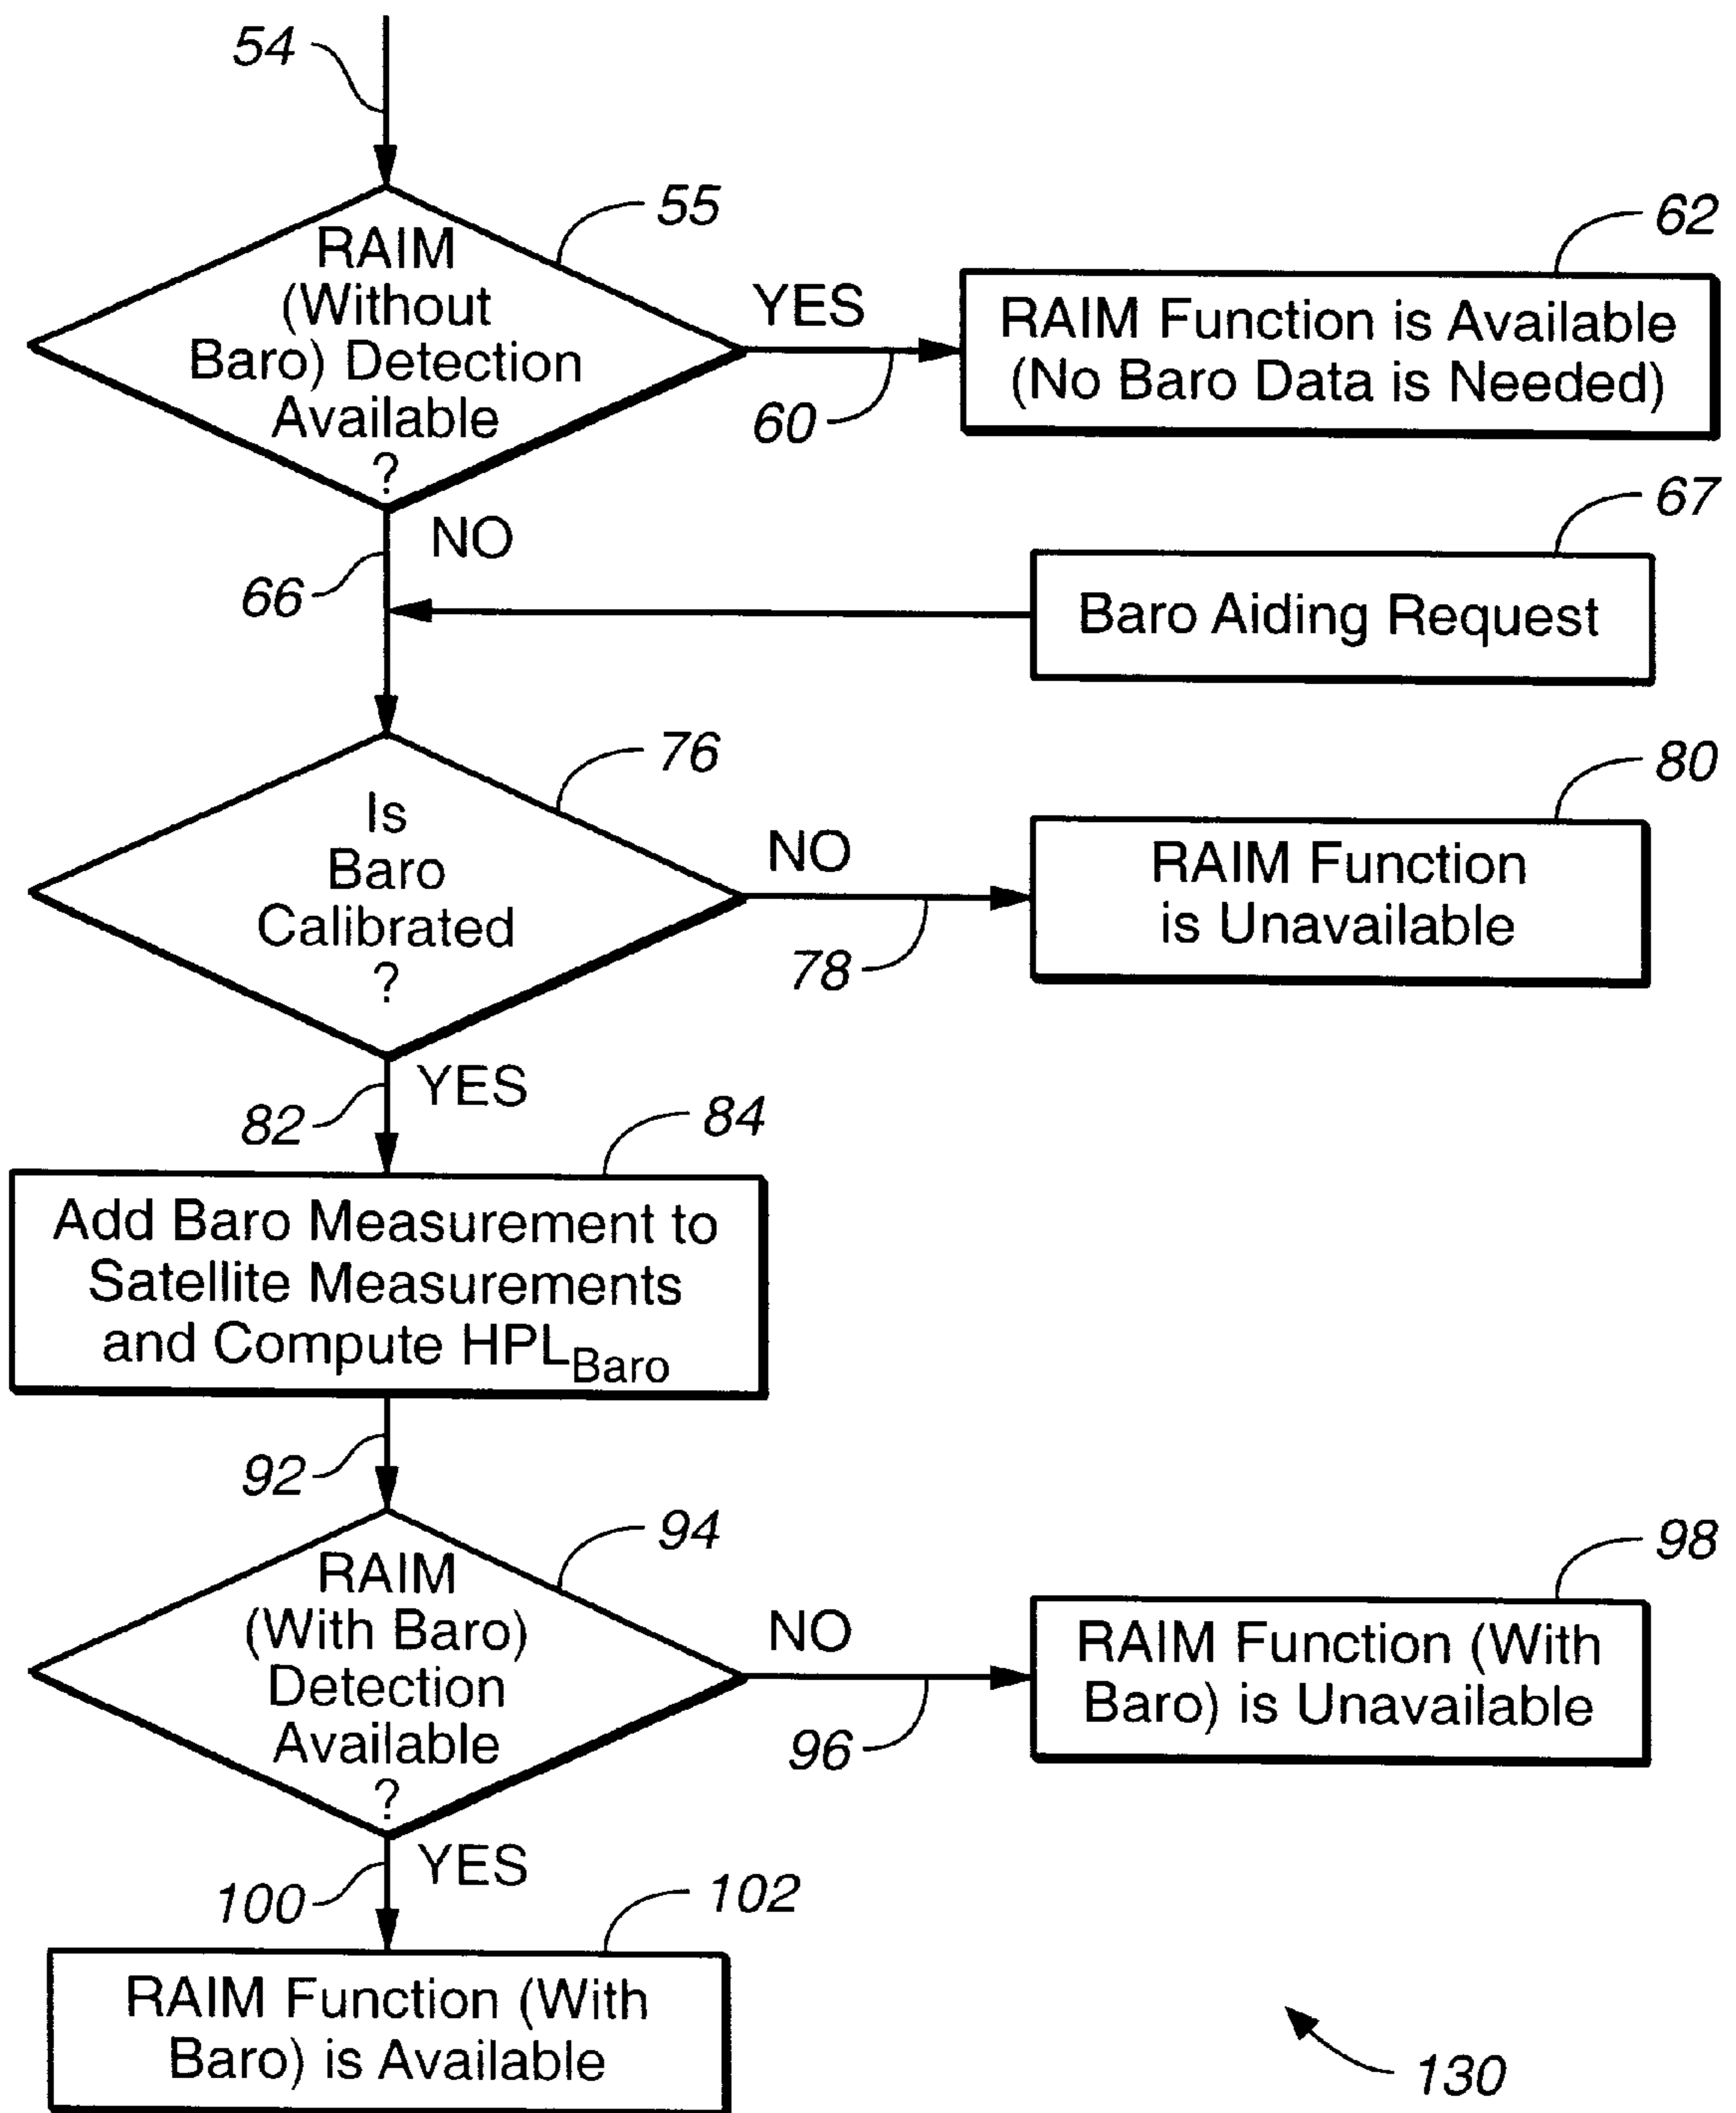 54
55
RAIM
(Without
Baro) Detection
Available
?
YES
60
62
RAIM Function is Available
(No Baro Data is Needed)
NO
66
67
Baro Aiding Request
76
Is
Baro
Calibrated
?
NO
78
80
RAIM Function
is Unavailable
YES
82
84
Add Baro Measurement to
Satellite Measurements
and Compute HPL_Baro
92
94
RAIM
(With Baro)
Detection
Available
?
NO
96
98
RAIM Function (With
Baro) is Unavailable
YES
100
102
RAIM Function (With
Baro) is Available
130